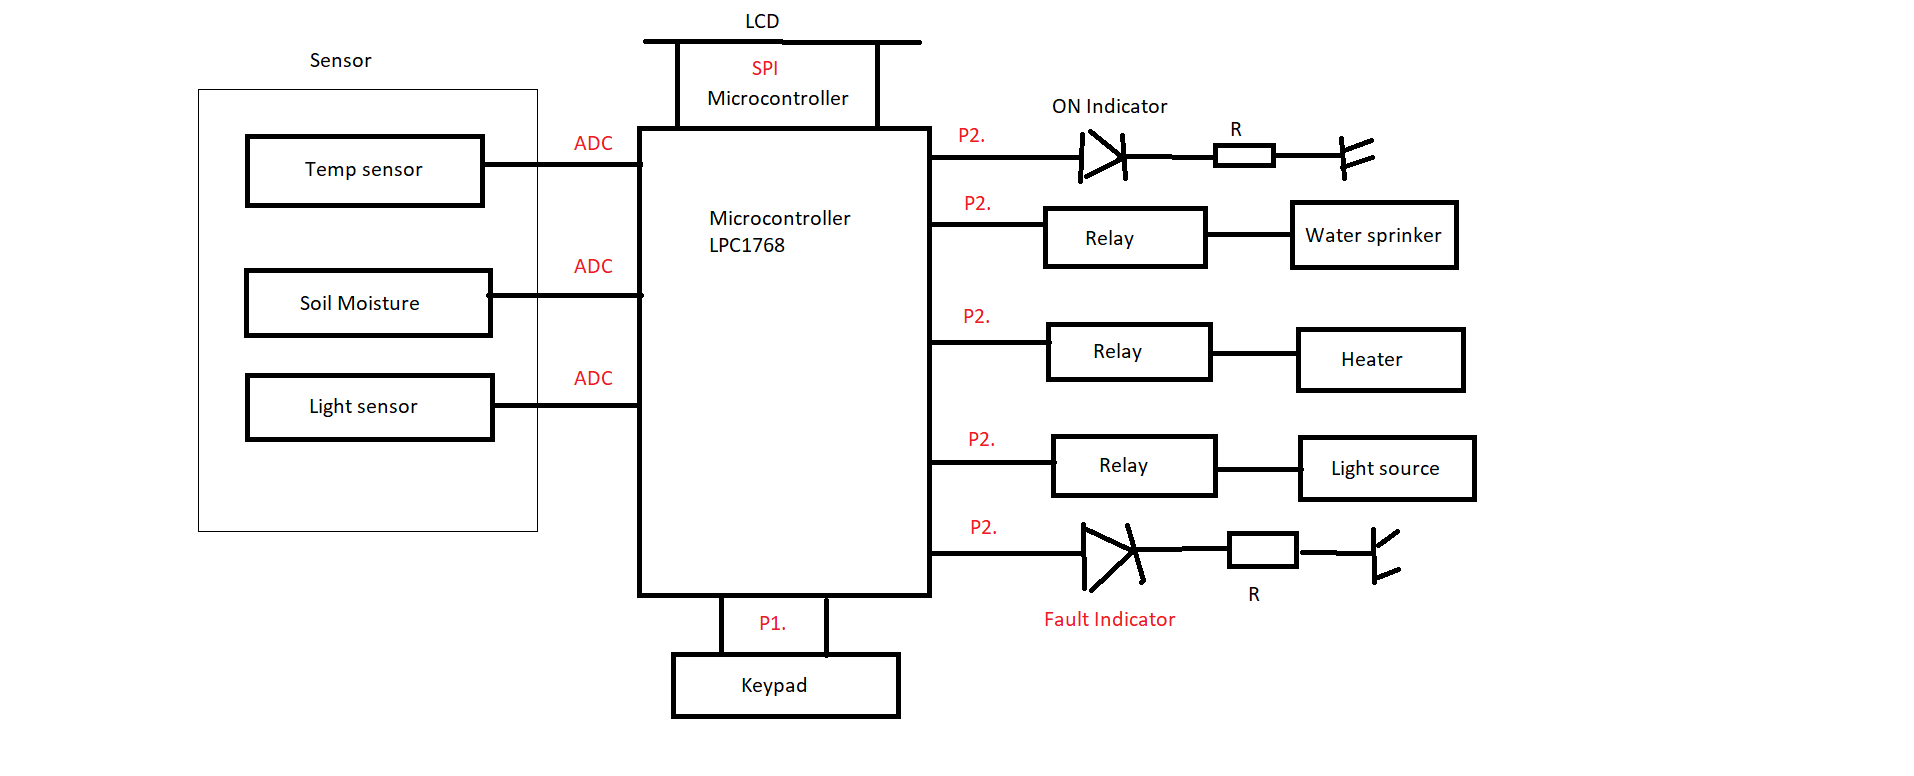 LCD
Sensor
SPI
Microcontroller
ON Indicator
R
ADC
P2.
Temp sensor
P2.
Microcontroller
LPC1768
Relay
Water sprinker
ADC
Soil Moisture
P2.
Relay
Heater
ADC
Light sensor
P2.
Relay
Light source
P2.
R
Fault Indicator
P1.
Keypad